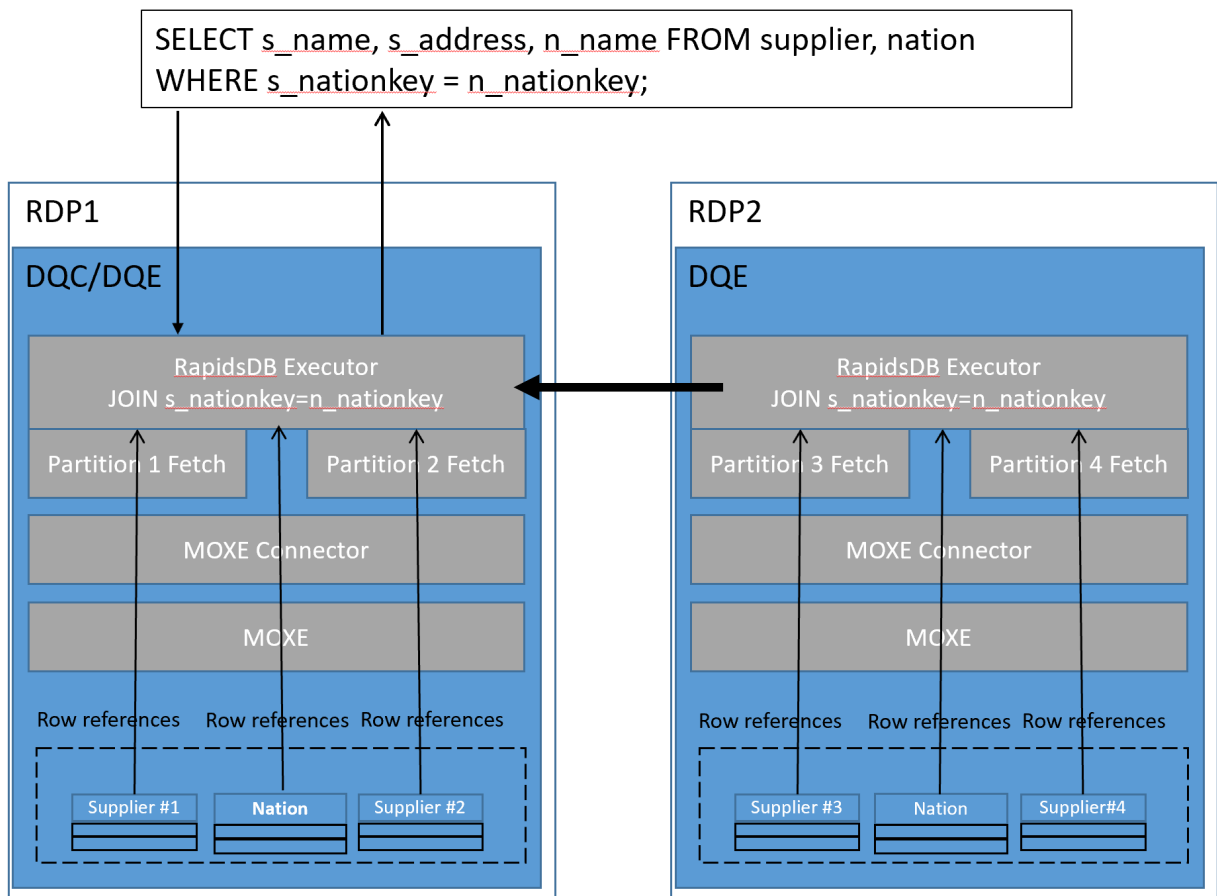 SELECT s_name, s_address, n_name FROM supplier, nation
WHERE s_nationkey = n_nationkey;
RDP1
DQC/DQE
RapidsDB Executor
JOIN s_nationkey=n_nationkey
Partition 1 Fetch
Partition 2 Fetch
MOXE Connector
MOXE
Row references
Row references
Row references
Supplier #1
Nation
Supplier #2
RDP2
DQE
RapidsDB Executor
JOIN s_nationkey=n_nationkey
Partition 3 Fetch
Partition 4 Fetch
MOXE Connector
MOXE
Row references
Row references
Row references
Supplier #3
Nation
Supplier#4